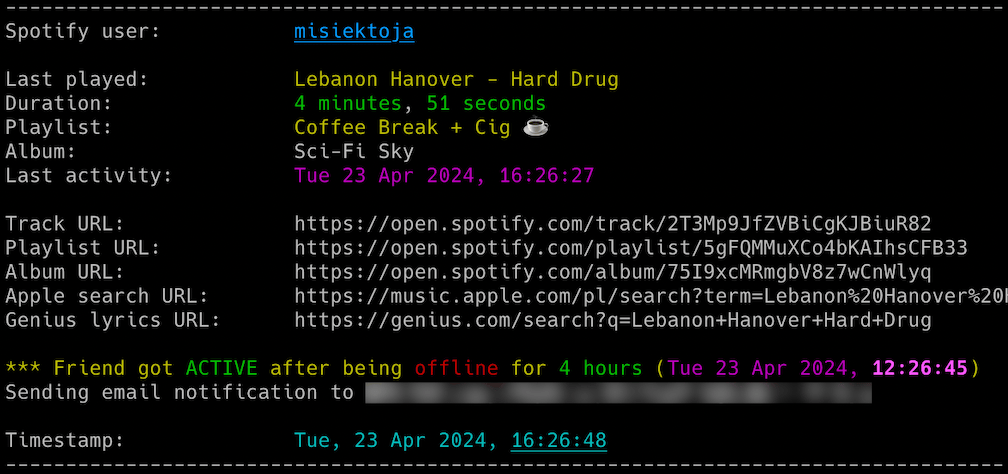 Spotify user: misiektoja
Last played: Lebanon Hanover - Hard Drug
Duration: 4 minutes, 51 seconds
Playlist: Coffee Break + Cig ☕
Album: Sci-Fi Sky
Last activity: Tue 23 Apr 2024, 16:26:27
Track URL: https://open.spotify.com/track/2T3Mp9JfZVBiCgKJBiuR82
Playlist URL: https://open.spotify.com/playlist/5gFQMMuXCo4bKAIhsCFB33
Album URL: https://open.spotify.com/album/75I9xcMRmgbV8z7wCnWlyq
Apple search URL: https://music.apple.com/pl/search?term=Lebanon%20Hanover%20
Genius lyrics URL: https://genius.com/search?q=Lebanon+Hanover+Hard+Drug
*** Friend got ACTIVE after being offline for 4 hours (Tue 23 Apr 2024, 12:26:45)
Sending email notification to
Timestamp: Tue, 23 Apr 2024, 16:26:48